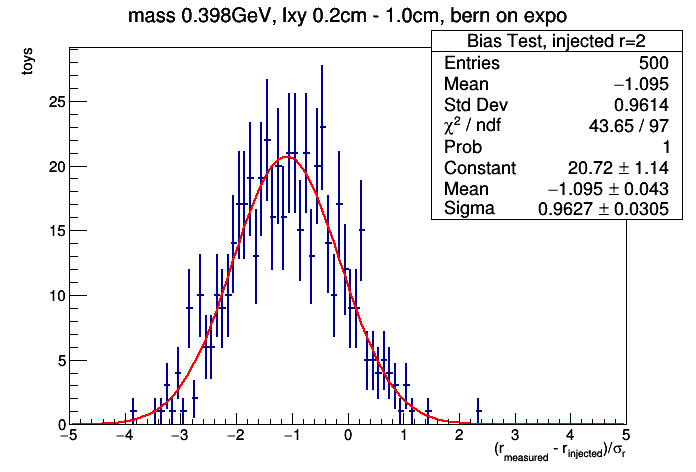 mass 0.398GeV, lxy 0.2cm - 1.0cm, bern on expo
toys
Bias Test, injected r=2
Entries 500
Mean −1.095
Std Dev 0.9614
χ² / ndf 43.65 / 97
Prob 1
Constant 20.72 ± 1.14
Mean −1.095 ± 0.043
Sigma 0.9627 ± 0.0305
25
20
15
10
5
0
−5 −4 −3 −2 −1 0 1 2 3 4 5
(r_measured - r_injected)/σ_r